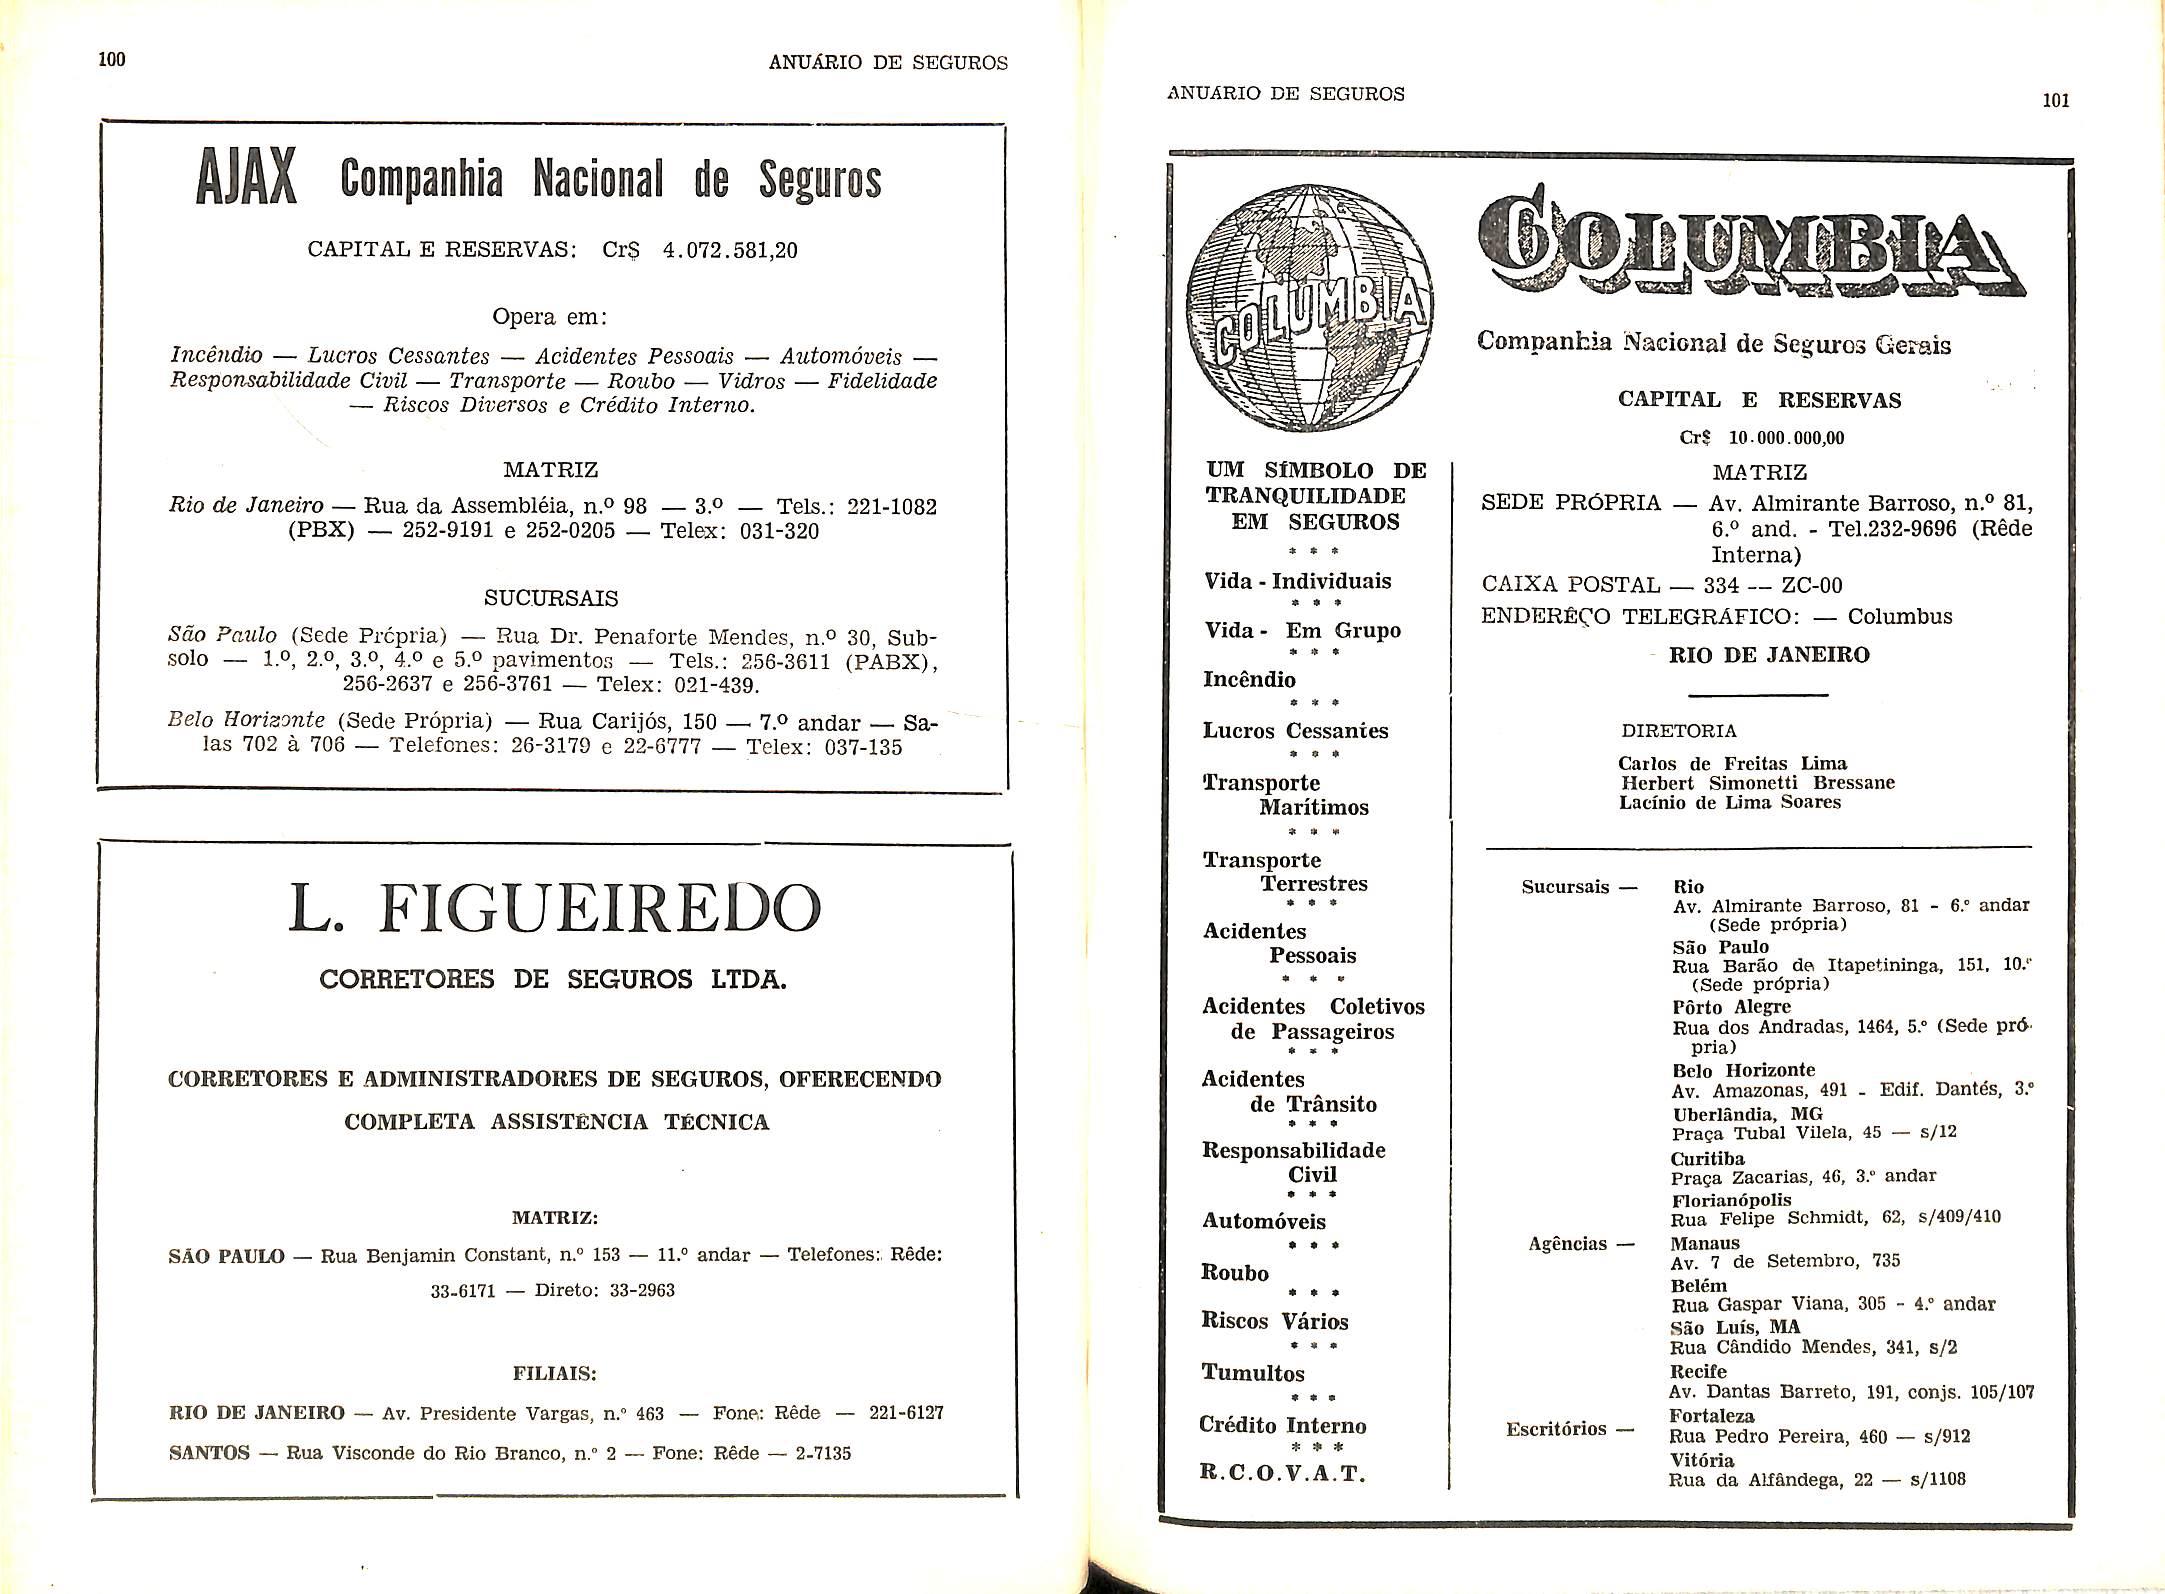 100
ANUÁRIO DE SEGUROS
AJAX Companhia Nacional de Seguros
CAPITAL E RESERVAS: Cr$ 4.072.581,20
Opera em:
Incêndio — Lucros Cessantes — Acidentes Pessoais — Automóveis —
Responsabilidade Civil — Transporte — Roubo — Vidros — Fidelidade
— Riscos Diversos e Crédito Interno.
MATRIZ
Rio de Janeiro — Rua da Assembléia, n.º 98 — 3.º — Tels.: 221-1082
(PBX) — 252-9191 e 252-0205 — Telex: 031-320
SUCURSAIS
São Paulo (Sede Própria) — Rua Dr. Penaforte Mendes, n.º 30, Sub-
solo — 1.º, 2.º, 3.º, 4.º e 5.º pavimentos — Tels.: 256-3611 (PABX),
256-2637 e 256-3761 — Telex: 021-439.
Belo Horizonte (Sede Própria) — Rua Carijós, 150 — 7.º andar — Sa-
las 702 à 706 — Telefones: 26-3179 e 22-6777 — Telex: 037-135
L. FIGUEIREDO
CORRETORES DE SEGUROS LTDA.
CORRETORES E ADMINISTRADORES DE SEGUROS, OFERECENDO
COMPLETA ASSISTÊNCIA TÉCNICA
MATRIZ:
SÃO PAULO — Rua Benjamin Constant, n.º 153 — 11.º andar — Telefones: Rêde:
33-6171 — Direto: 33-2963
FILIAIS:
RIO DE JANEIRO — Av. Presidente Vargas, n.º 463 — Fone: Rêde — 221-6127
SANTOS — Rua Visconde do Rio Branco, n.º 2 — Fone: Rêde — 2-7135
ANUÁRIO DE SEGUROS
101
COLUMBIA
COLUMBIA
Companhia Nacional de Seguros Gerais
CAPITAL E RESERVAS
Cr$ 10.000.000,00
UM SÍMBOLO DE
TRANQUILIDADE
EM SEGUROS
* * *
Vida - Individuais
* * *
Vida - Em Grupo
* * *
Incêndio
* * *
Lucros Cessantes
* * *
Transporte
Marítimos
* * *
Transporte
Terrestres
* * *
Acidentes
Pessoais
* * *
Acidentes Coletivos
de Passageiros
* * *
Acidentes
de Trânsito
* * *
Responsabilidade
Civil
* * *
Automóveis
* * *
Roubo
* * *
Riscos Vários
* * *
Tumultos
* * *
Crédito Interno
* * *
R.C.O.V.A.T.
MATRIZ
SEDE PRÓPRIA — Av. Almirante Barroso, n.º 81,
6.º and. - Tel.232-9696 (Rêde
Interna)
CAIXA POSTAL — 334 — ZC-00
ENDERÊÇO TELEGRÁFICO: — Columbus
RIO DE JANEIRO
DIRETORIA
Carlos de Freitas Lima
Herbert Simonetti Bressane
Lacínio de Lima Soares
Sucursais — Rio
Av. Almirante Barroso, 81 - 6.º andar
(Sede própria)
São Paulo
Rua Barão de Itapetininga, 151, 10.º
(Sede própria)
Pôrto Alegre
Rua dos Andradas, 1464, 5.º (Sede pró-
pria)
Belo Horizonte
Av. Amazonas, 491 - Edif. Dantés, 3.º
Uberlândia, MG
Praça Tubal Vilela, 45 — s/12
Curitiba
Praça Zacarias, 46, 3.º andar
Florianópolis
Rua Felipe Schmidt, 62, s/409/410
Agências — Manaus
Av. 7 de Setembro, 735
Belém
Rua Gaspar Viana, 305 - 4.º andar
São Luís, MA
Rua Cândido Mendes, 341, s/2
Recife
Av. Dantas Barreto, 191, conjs. 105/107
Escritórios — Fortaleza
Rua Pedro Pereira, 460 — s/912
Vitória
Rua da Alfândega, 22 — s/1108